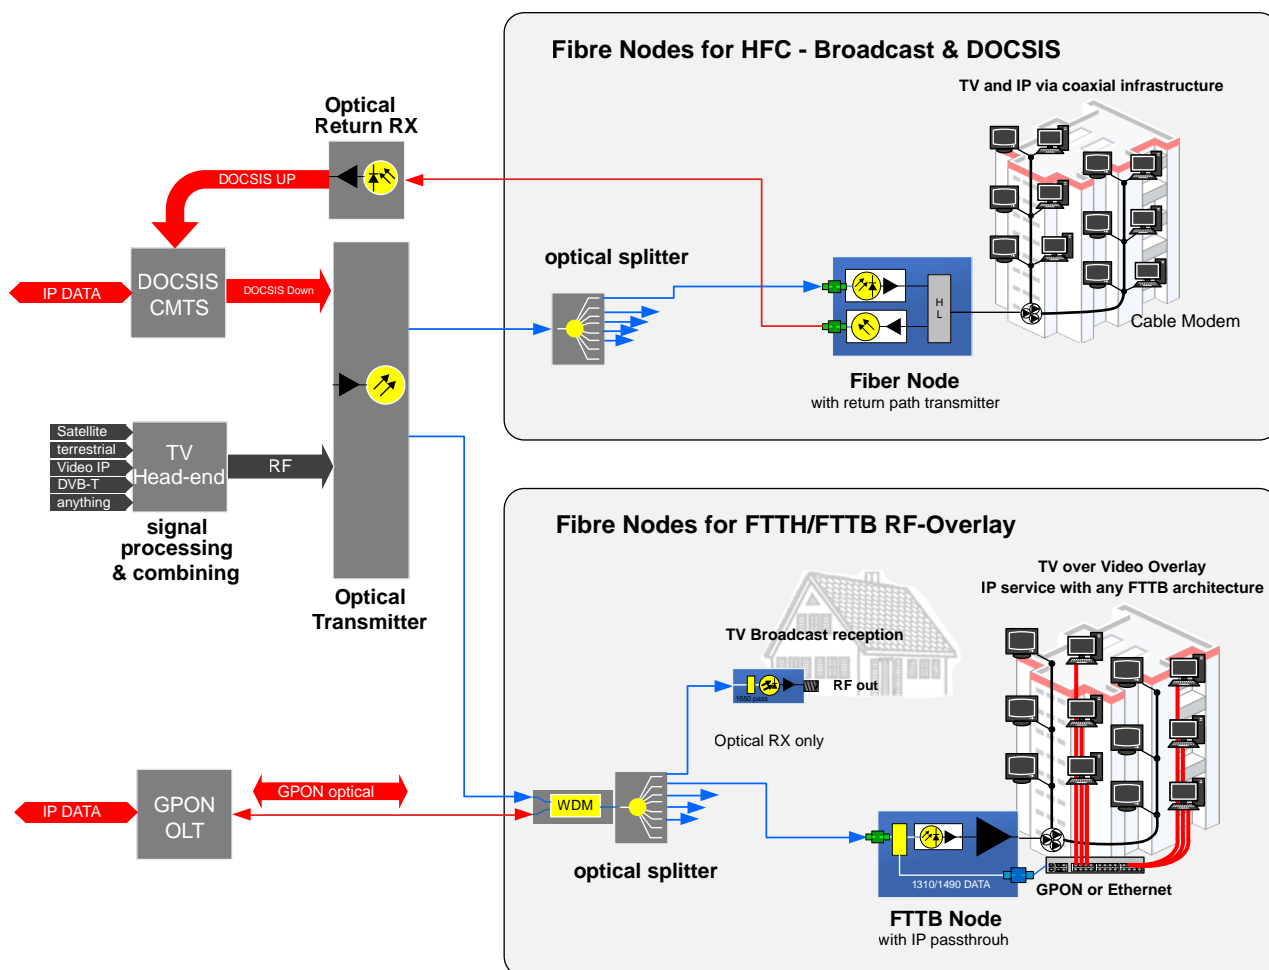 Fibre Nodes for HFC - Broadcast & DOCSIS
TV and IP via coaxial infrastructure
Optical
Return RX
DOCSIS UP
optical splitter
DOCSIS
CMTS
IP DATA
DOCSIS Down
H
L
Cable Modem
Fiber Node
with return path transmitter
Satellite
terrestrial
Video IP
DVB-T
anything
TV
Head-end
RF
signal
processing
& combining
Optical
Transmitter
Fibre Nodes for FTTH/FTTB RF-Overlay
TV over Video Overlay
IP service with any FTTB architecture
TV Broadcast reception
1550 pass
RF out
Optical RX only
IP DATA
GPON
OLT
GPON optical
WDM
optical splitter
1310/1490 DATA
GPON or Ethernet
FTTB Node
with IP passthrouh